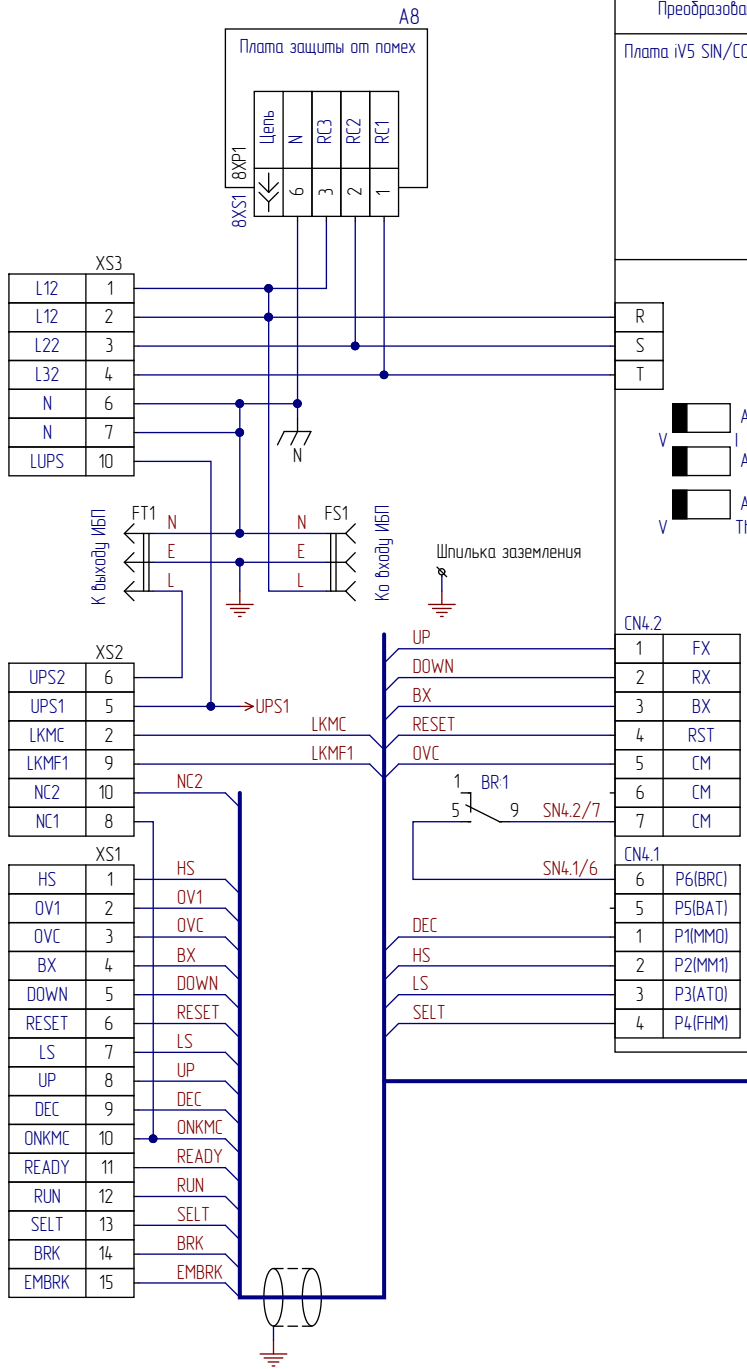 A8
Преобразова
Плата защиты от помех
Плата iV5 SIN/CO
8XP1
8XS1
Цепь N RC3 RC2 RC1
6 3 2 1
XS3
L12 1
L12 2
L22 3
L32 4
N 6
N 7
LUPS 10
R
S
T
N
V I A
A
V Th A
К выходу ИБП
FT1
N N
E E
L L
FS1
Ко входу ИБП
Шпилька заземления
XS2
UPS2 6
UPS1 5
LKMC 2
LKMF1 9
NC2 10
NC1 8
UPS1
LKMC
LKMF1
NC2
UP
DOWN
BX
RESET
OVC
CN4.2
1 FX
2 RX
3 BX
4 RST
5 CM
6 CM
7 CM
1 BR:1
5 9
SN4.2/7
SN4.1/6
CN4.1
6 P6(BRC)
5 P5(BAT)
1 P1(MM0)
2 P2(MM1)
3 P3(AT0)
4 P4(FHM)
DEC
HS
LS
SELT
XS1
HS 1 HS
OV1 2 OV1
OVC 3 OVC
BX 4 BX
DOWN 5 DOWN
RESET 6 RESET
LS 7 LS
UP 8 UP
DEC 9 DEC
ONKMC 10 ONKMC
READY 11 READY
RUN 12 RUN
SELT 13 SELT
BRK 14 BRK
EMBRK 15 EMBRK